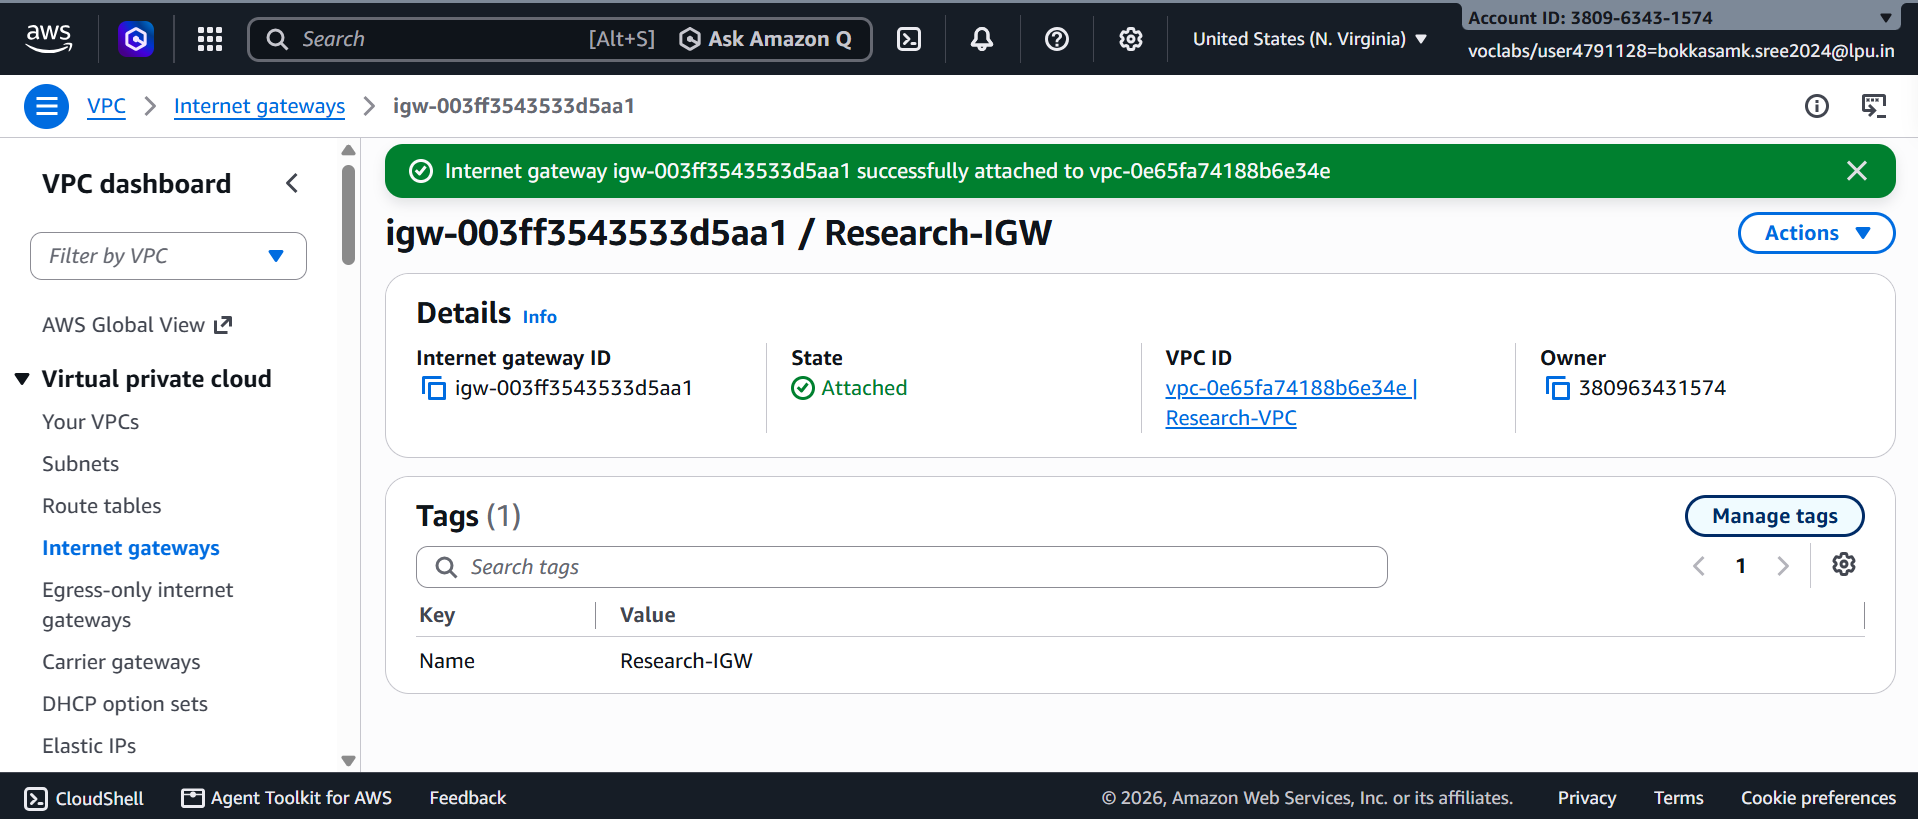 aws
Search [Alt+S] Ask Amazon Q
United States (N. Virginia)
Account ID: 3809-6343-1574
voclabs/user4791128=bokkasamk.sree2024@lpu.in
VPC Internet gateways igw-003ff3543533d5aa1
VPC dashboard
Filter by VPC
AWS Global View
Virtual private cloud
Your VPCs
Subnets
Route tables
Internet gateways
Egress-only internet
gateways
Carrier gateways
DHCP option sets
Elastic IPs
Internet gateway igw-003ff3543533d5aa1 successfully attached to vpc-0e65fa74188b6e34e
igw-003ff3543533d5aa1 / Research-IGW
Actions
Details Info
Internet gateway ID
igw-003ff3543533d5aa1
State
Attached
VPC ID
vpc-0e65fa74188b6e34e |
Research-VPC
Owner
380963431574
Tags (1)
Manage tags
Search tags
1
Key Value
Name Research-IGW
CloudShell Agent Toolkit for AWS Feedback
© 2026, Amazon Web Services, Inc. or its affiliates. Privacy Terms Cookie preferences